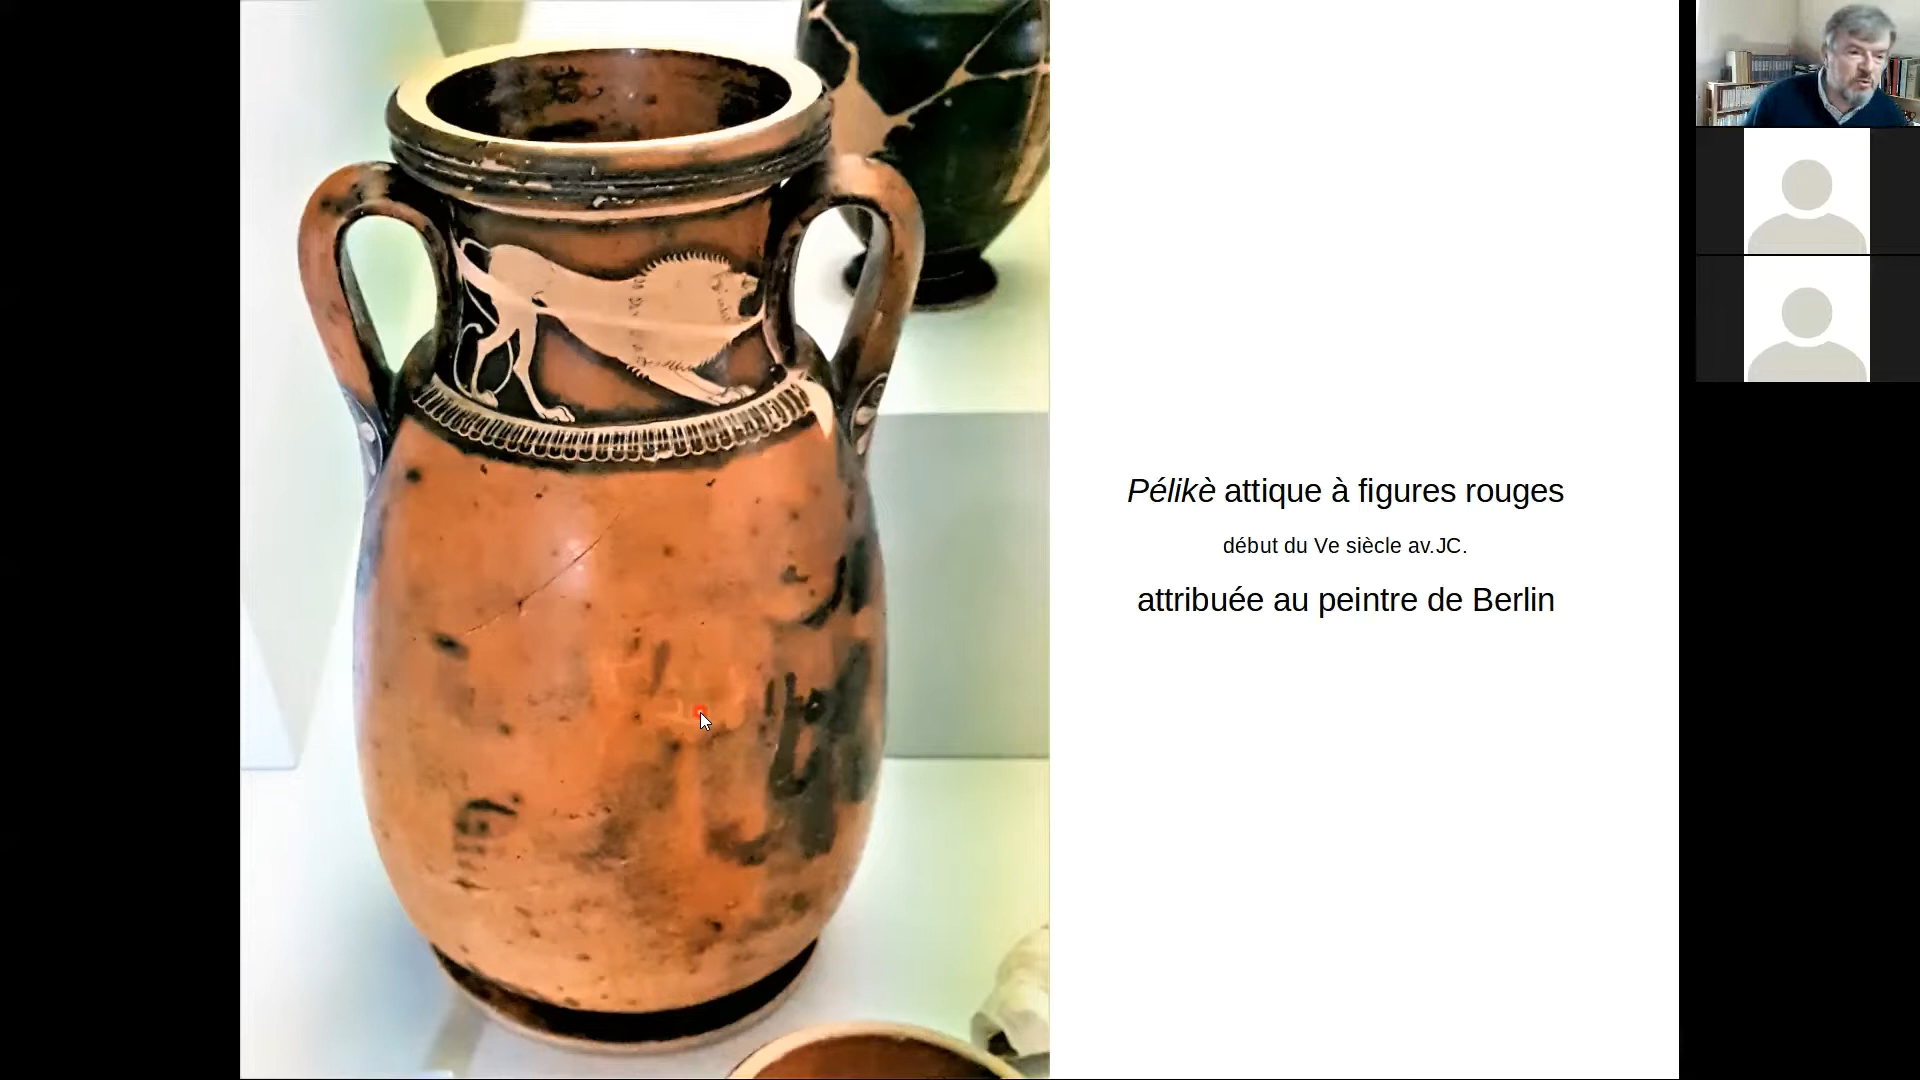 Pélikè attique à figures rouges
début du Ve siècle av.JC.
attribuée au peintre de Berlin